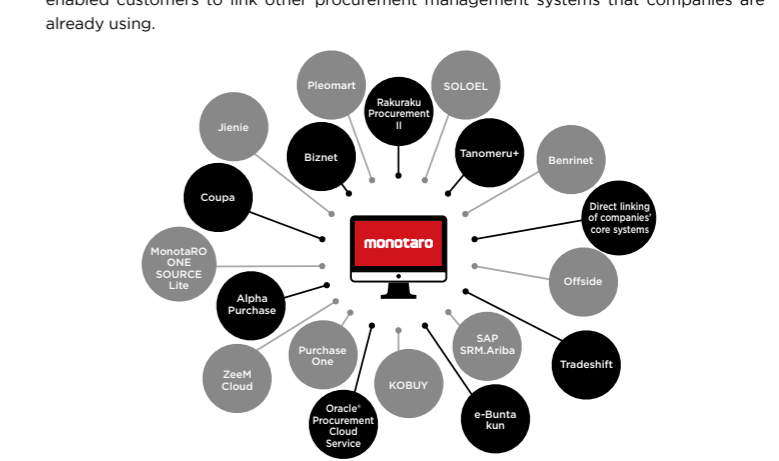 enabled customers to link other procurement management systems that companies are
already using.
Pleomart
SOLOEL
Rakuraku
Procurement
II
Jienie
Biznet
Tanomeru+
Benrinet
Coupa
Direct linking
of companies'
core systems
monotaro
MonotaRO
ONE
SOURCE
Lite
Offside
Alpha
Purchase
ZeeM
Cloud
Purchase
One
SAP
SRM.Ariba
Tradeshift
KOBUY
Oracle®
Procurement
Cloud
Service
e-Bunta
kun